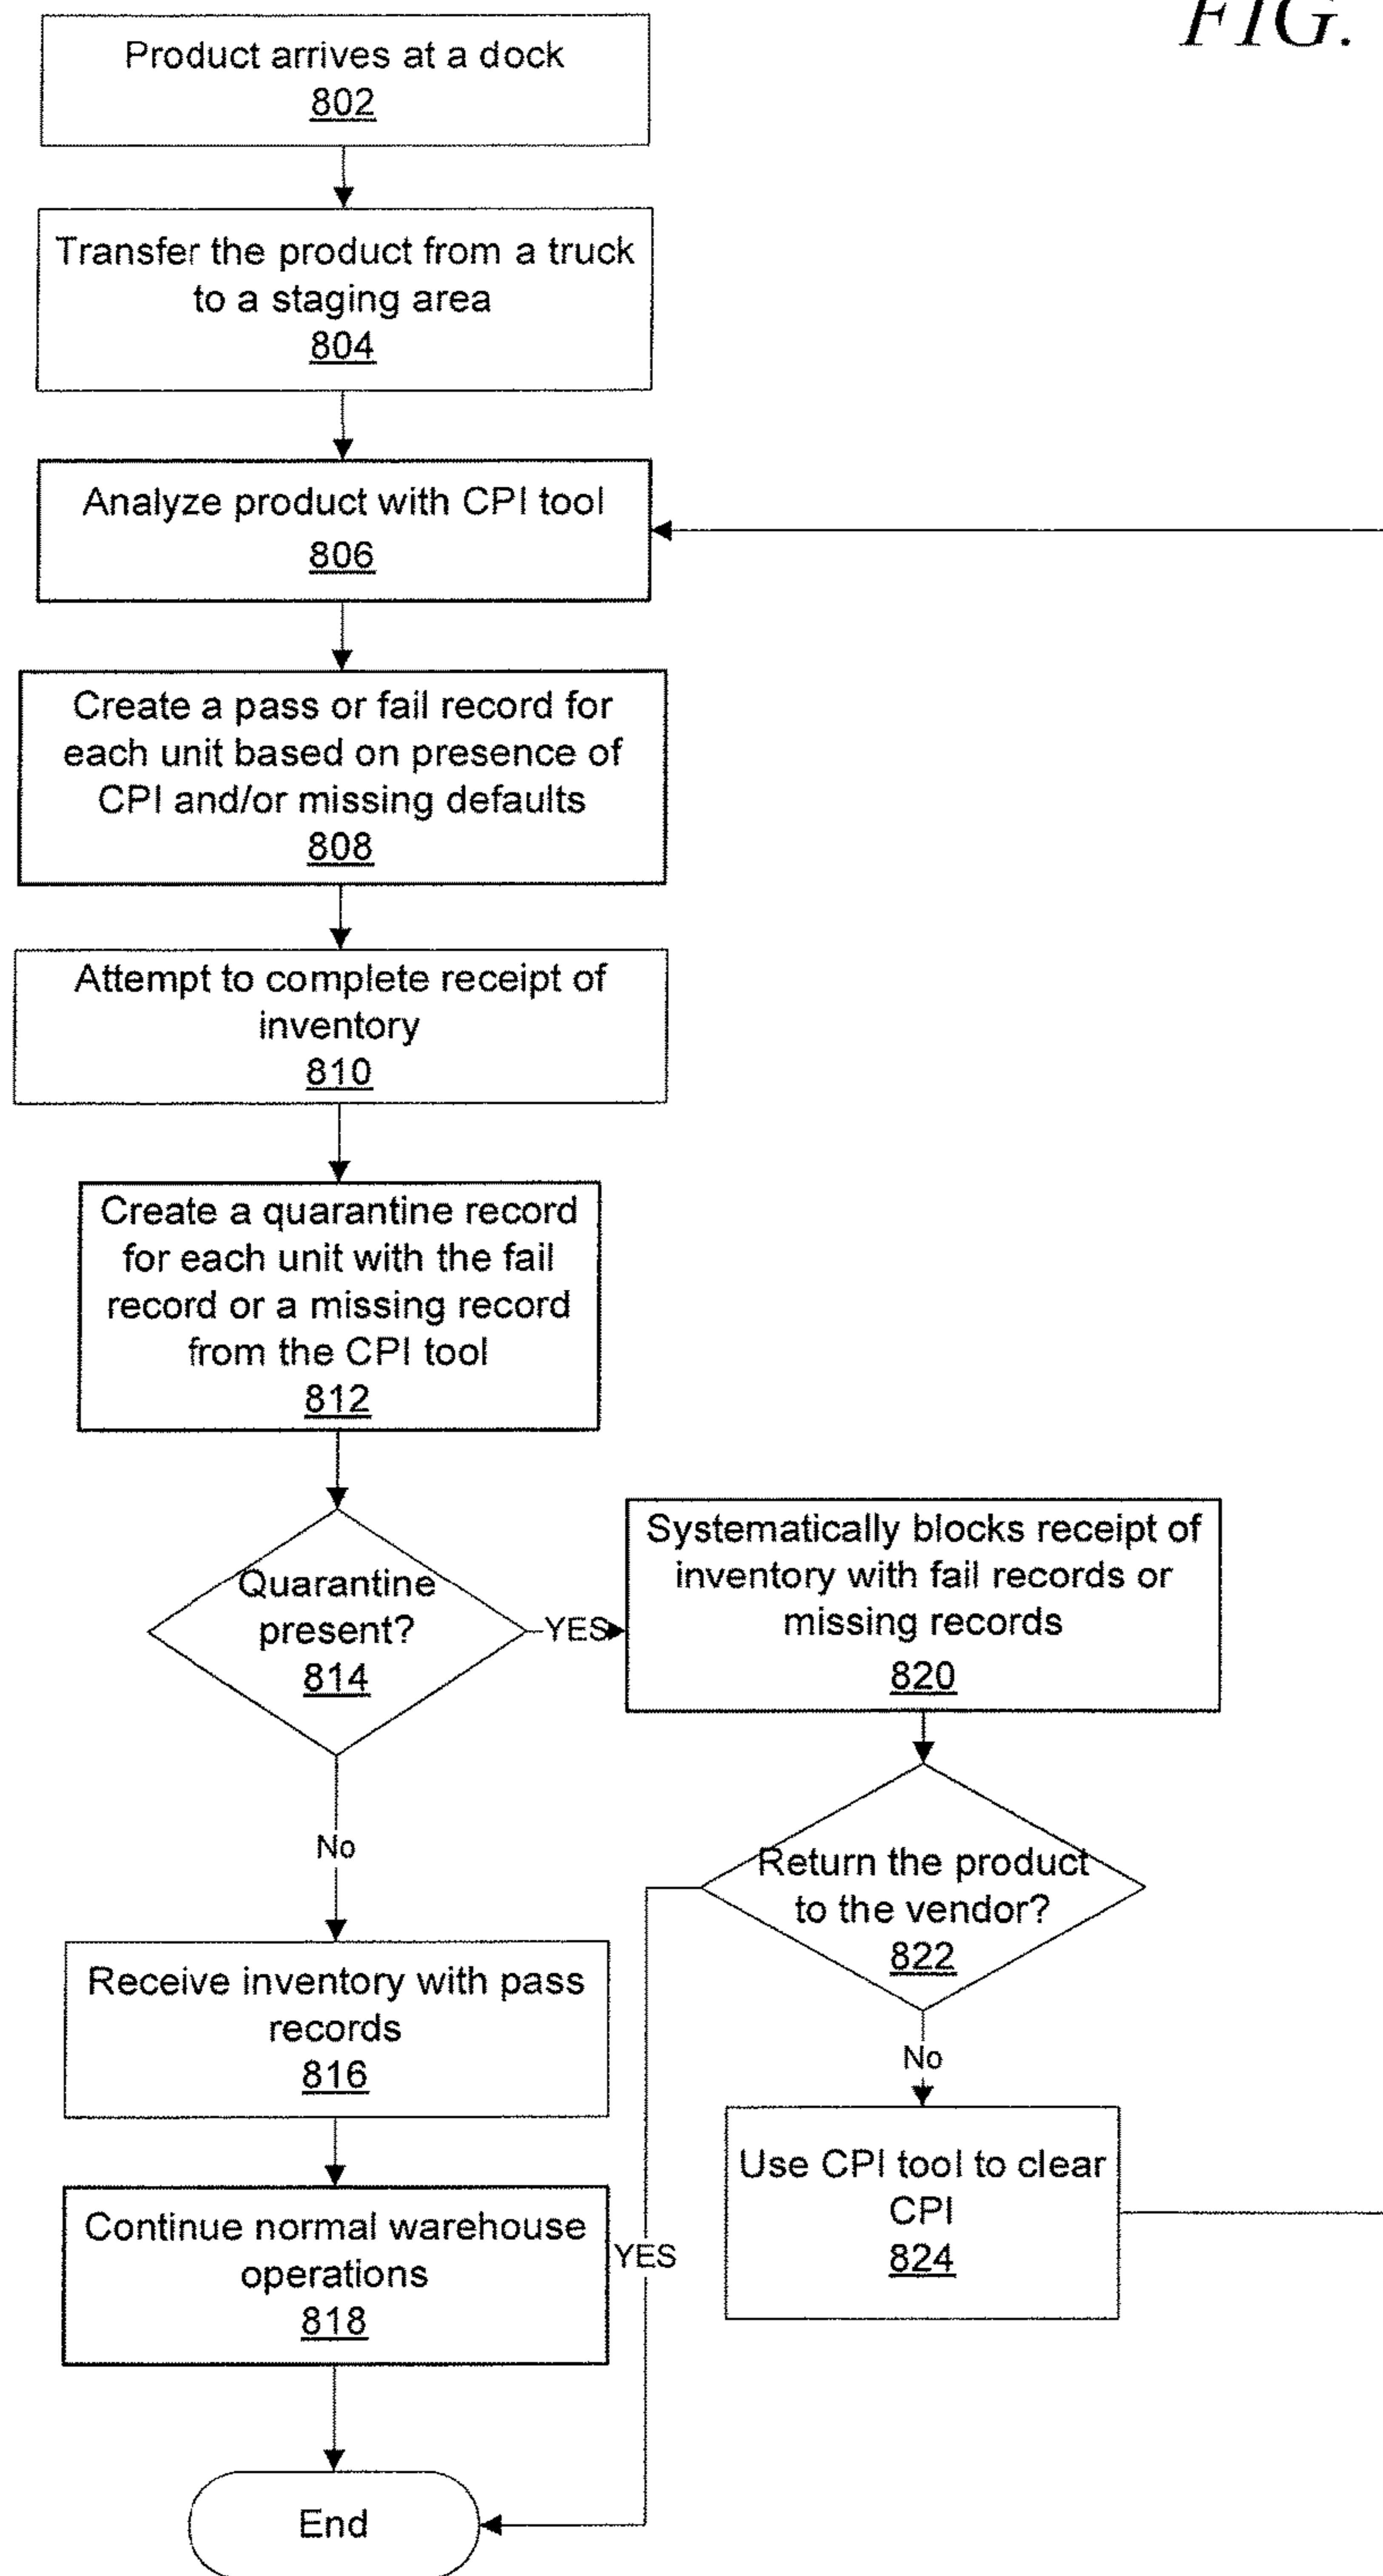 FIG.
Product arrives at a dock
802
Transfer the product from a truck
to a staging area
804
Analyze product with CPI tool
806
Create a pass or fail record for
each unit based on presence of
CPI and/or missing defaults
808
Attempt to complete receipt of
inventory
810
Create a quarantine record
for each unit with the fail
record or a missing record
from the CPI tool
812
Quarantine
present?
814
YES
Systematically blocks receipt of
inventory with fail records or
missing records
820
No
Return the product
to the vendor?
822
Receive inventory with pass
records
816
No
Use CPI tool to clear
CPI
824
Continue normal warehouse
operations
818
YES
End